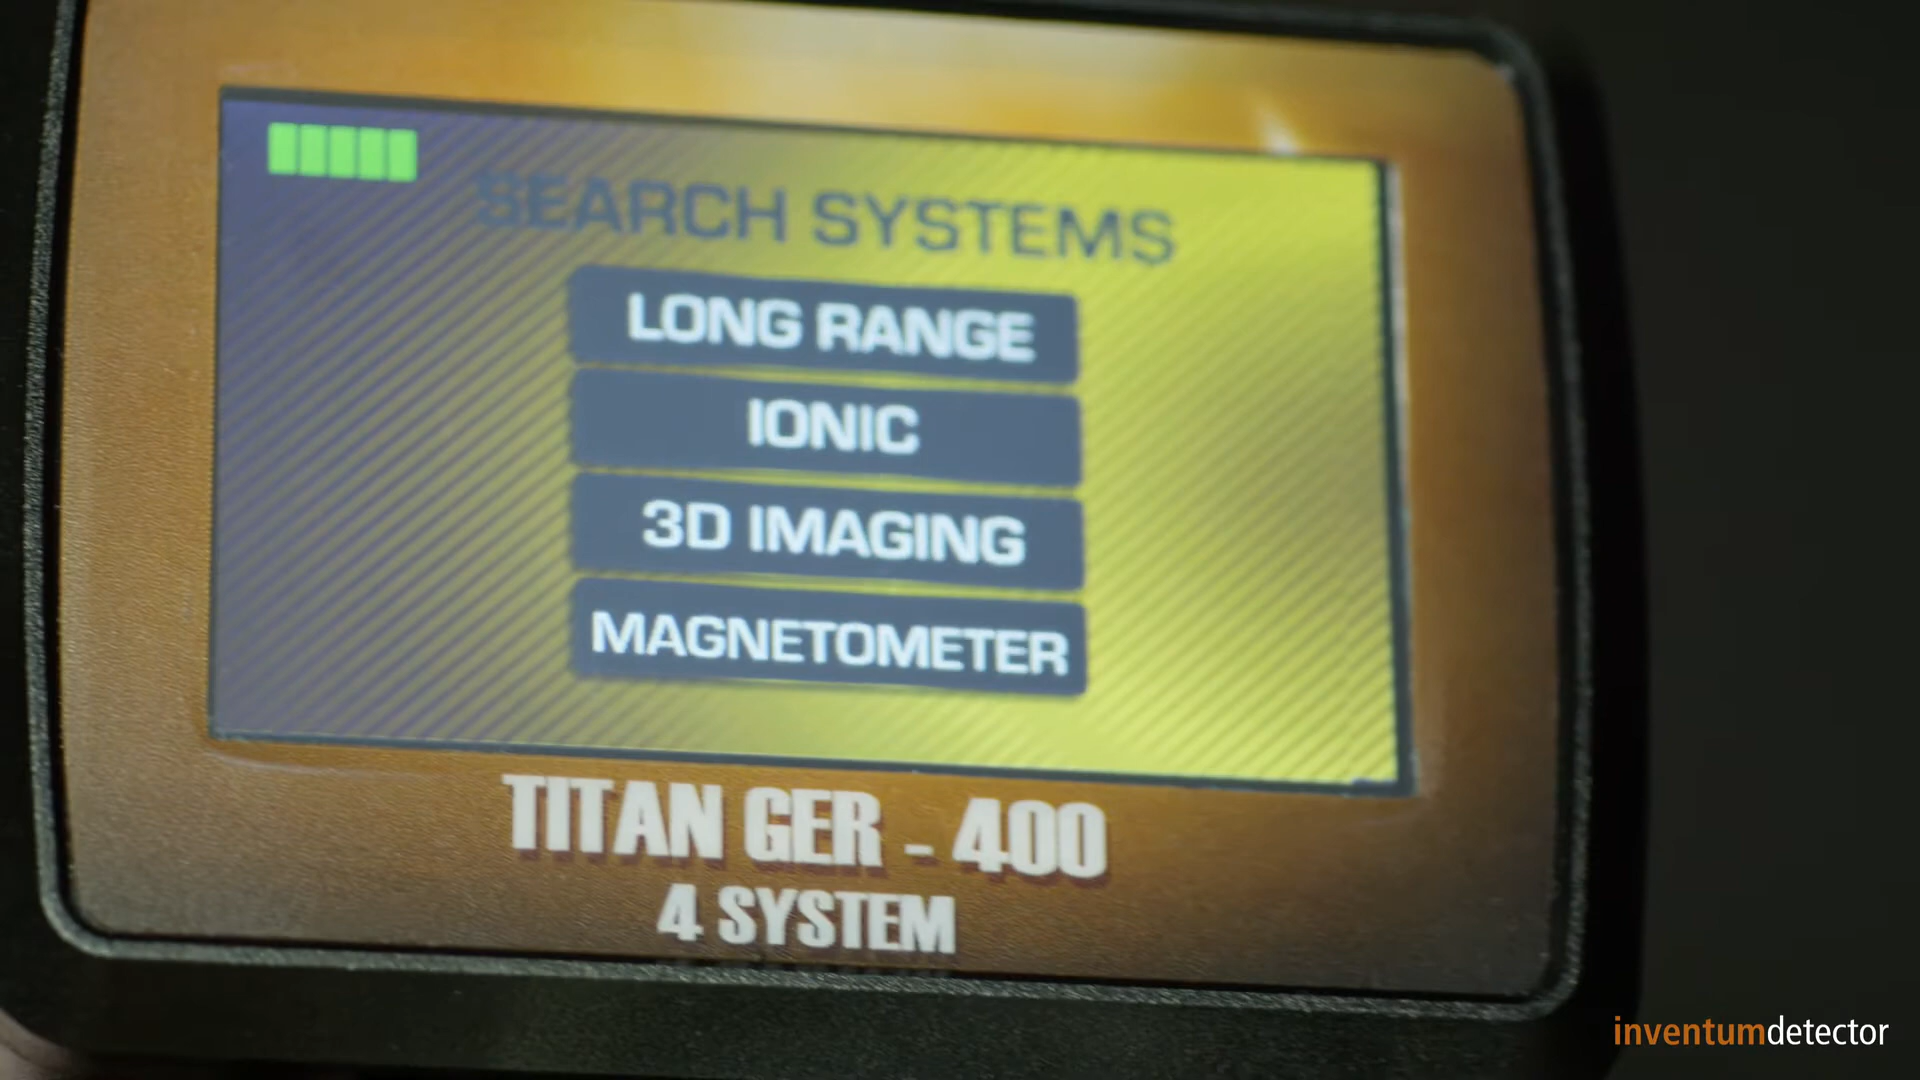 SEARCH SYSTEMS
LONG RANGE
IONIC
3D IMAGING
MAGNETOMETER
TITAN GER - 400
4 SYSTEM
inventumdetector